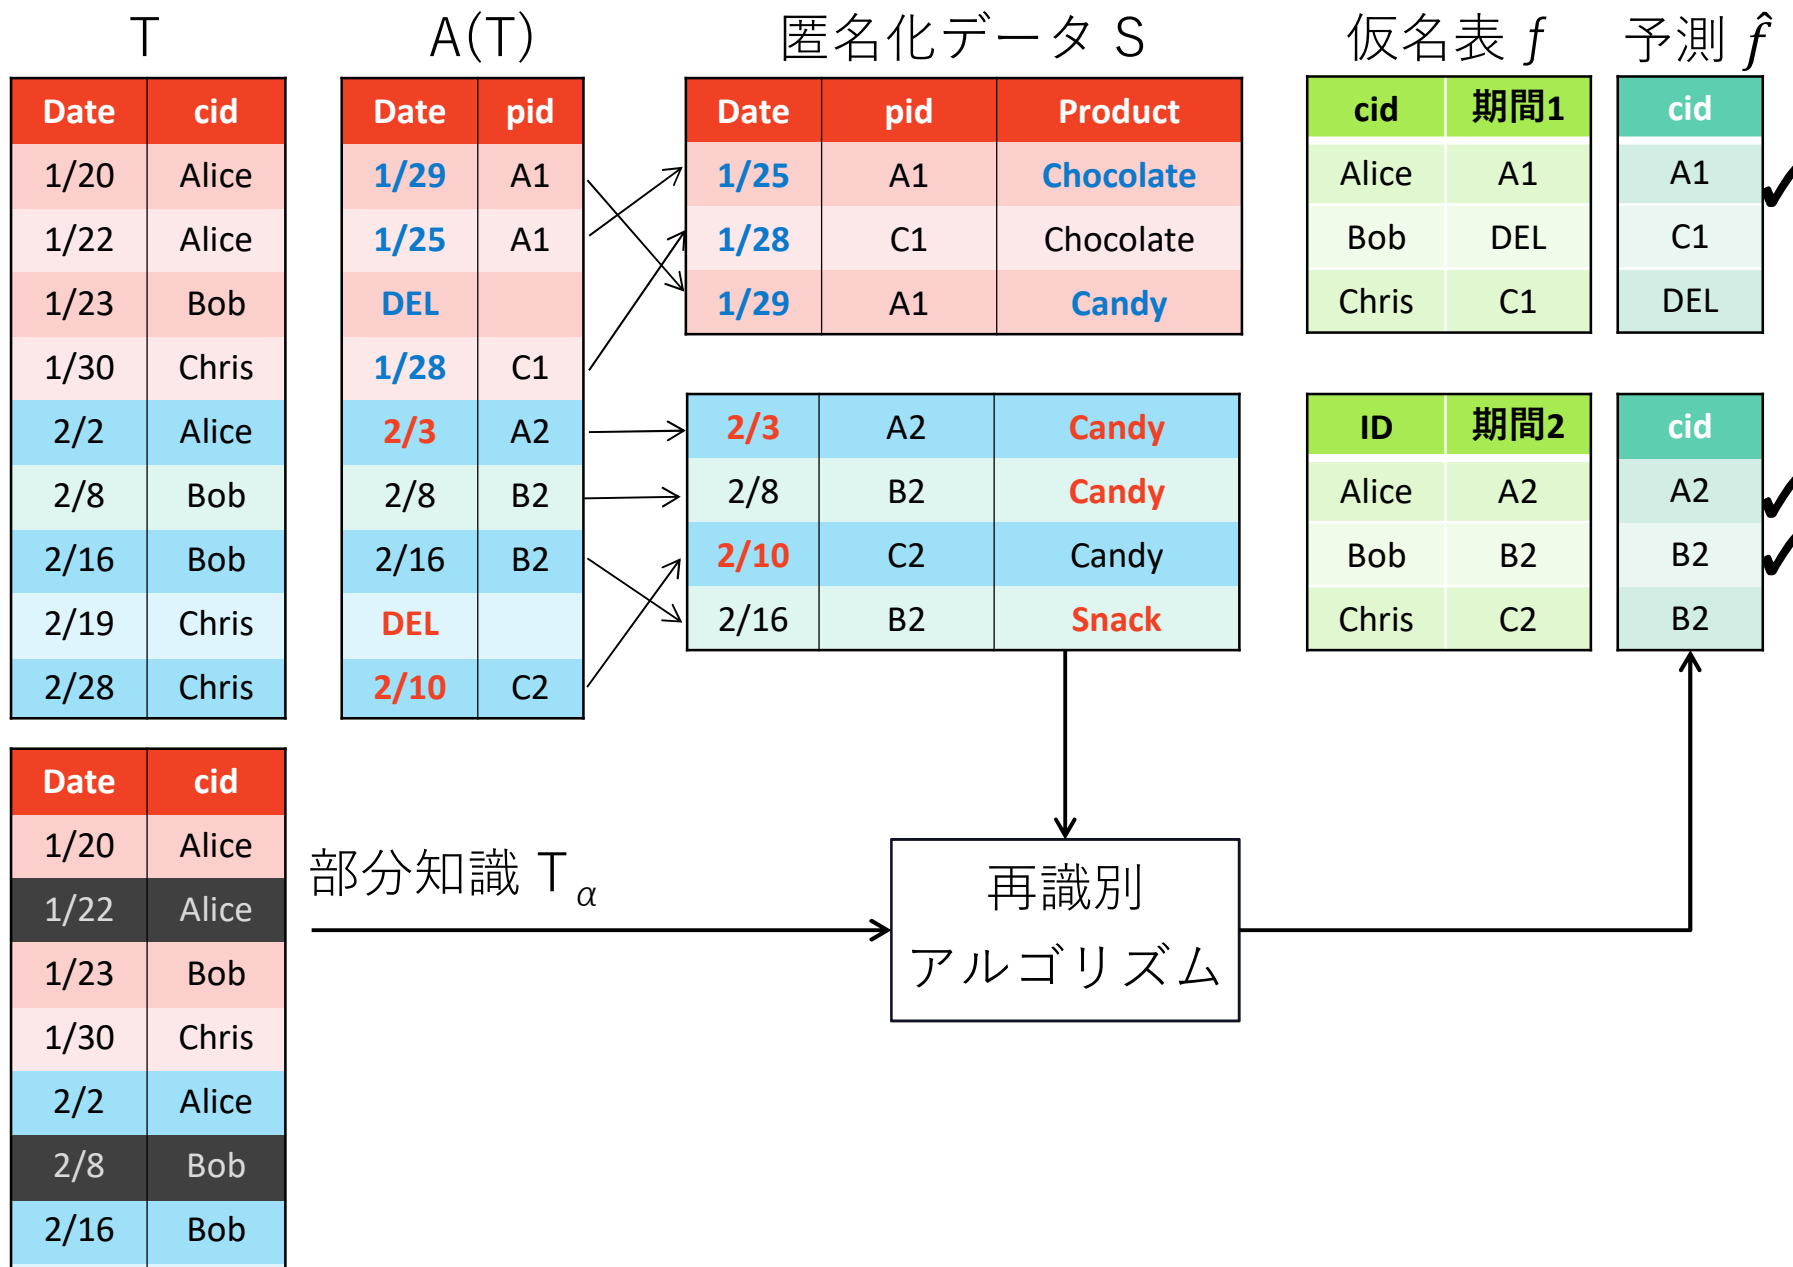 T
Date cid
1/20 Alice
1/22 Alice
1/23 Bob
1/30 Chris
2/2 Alice
2/8 Bob
2/16 Bob
2/19 Chris
2/28 Chris
A(T)
Date pid
1/29 A1
1/25 A1
DEL
1/28 C1
2/3 A2
2/8 B2
2/16 B2
DEL
2/10 C2
匿名化データ S
Date pid Product
1/25 A1 Chocolate
1/28 C1 Chocolate
1/29 A1 Candy
2/3 A2 Candy
2/8 B2 Candy
2/10 C2 Candy
2/16 B2 Snack
仮名表 f
cid 期間1
Alice A1
Bob DEL
Chris C1
ID 期間2
Alice A2
Bob B2
Chris C2
予測 f̂
cid
A1 ✓
C1
DEL
cid
A2 ✓
B2 ✓
B2
Date cid
1/20 Alice
1/22 Alice
1/23 Bob
1/30 Chris
2/2 Alice
2/8 Bob
2/16 Bob
部分知識 Tα
再識別
アルゴリズム